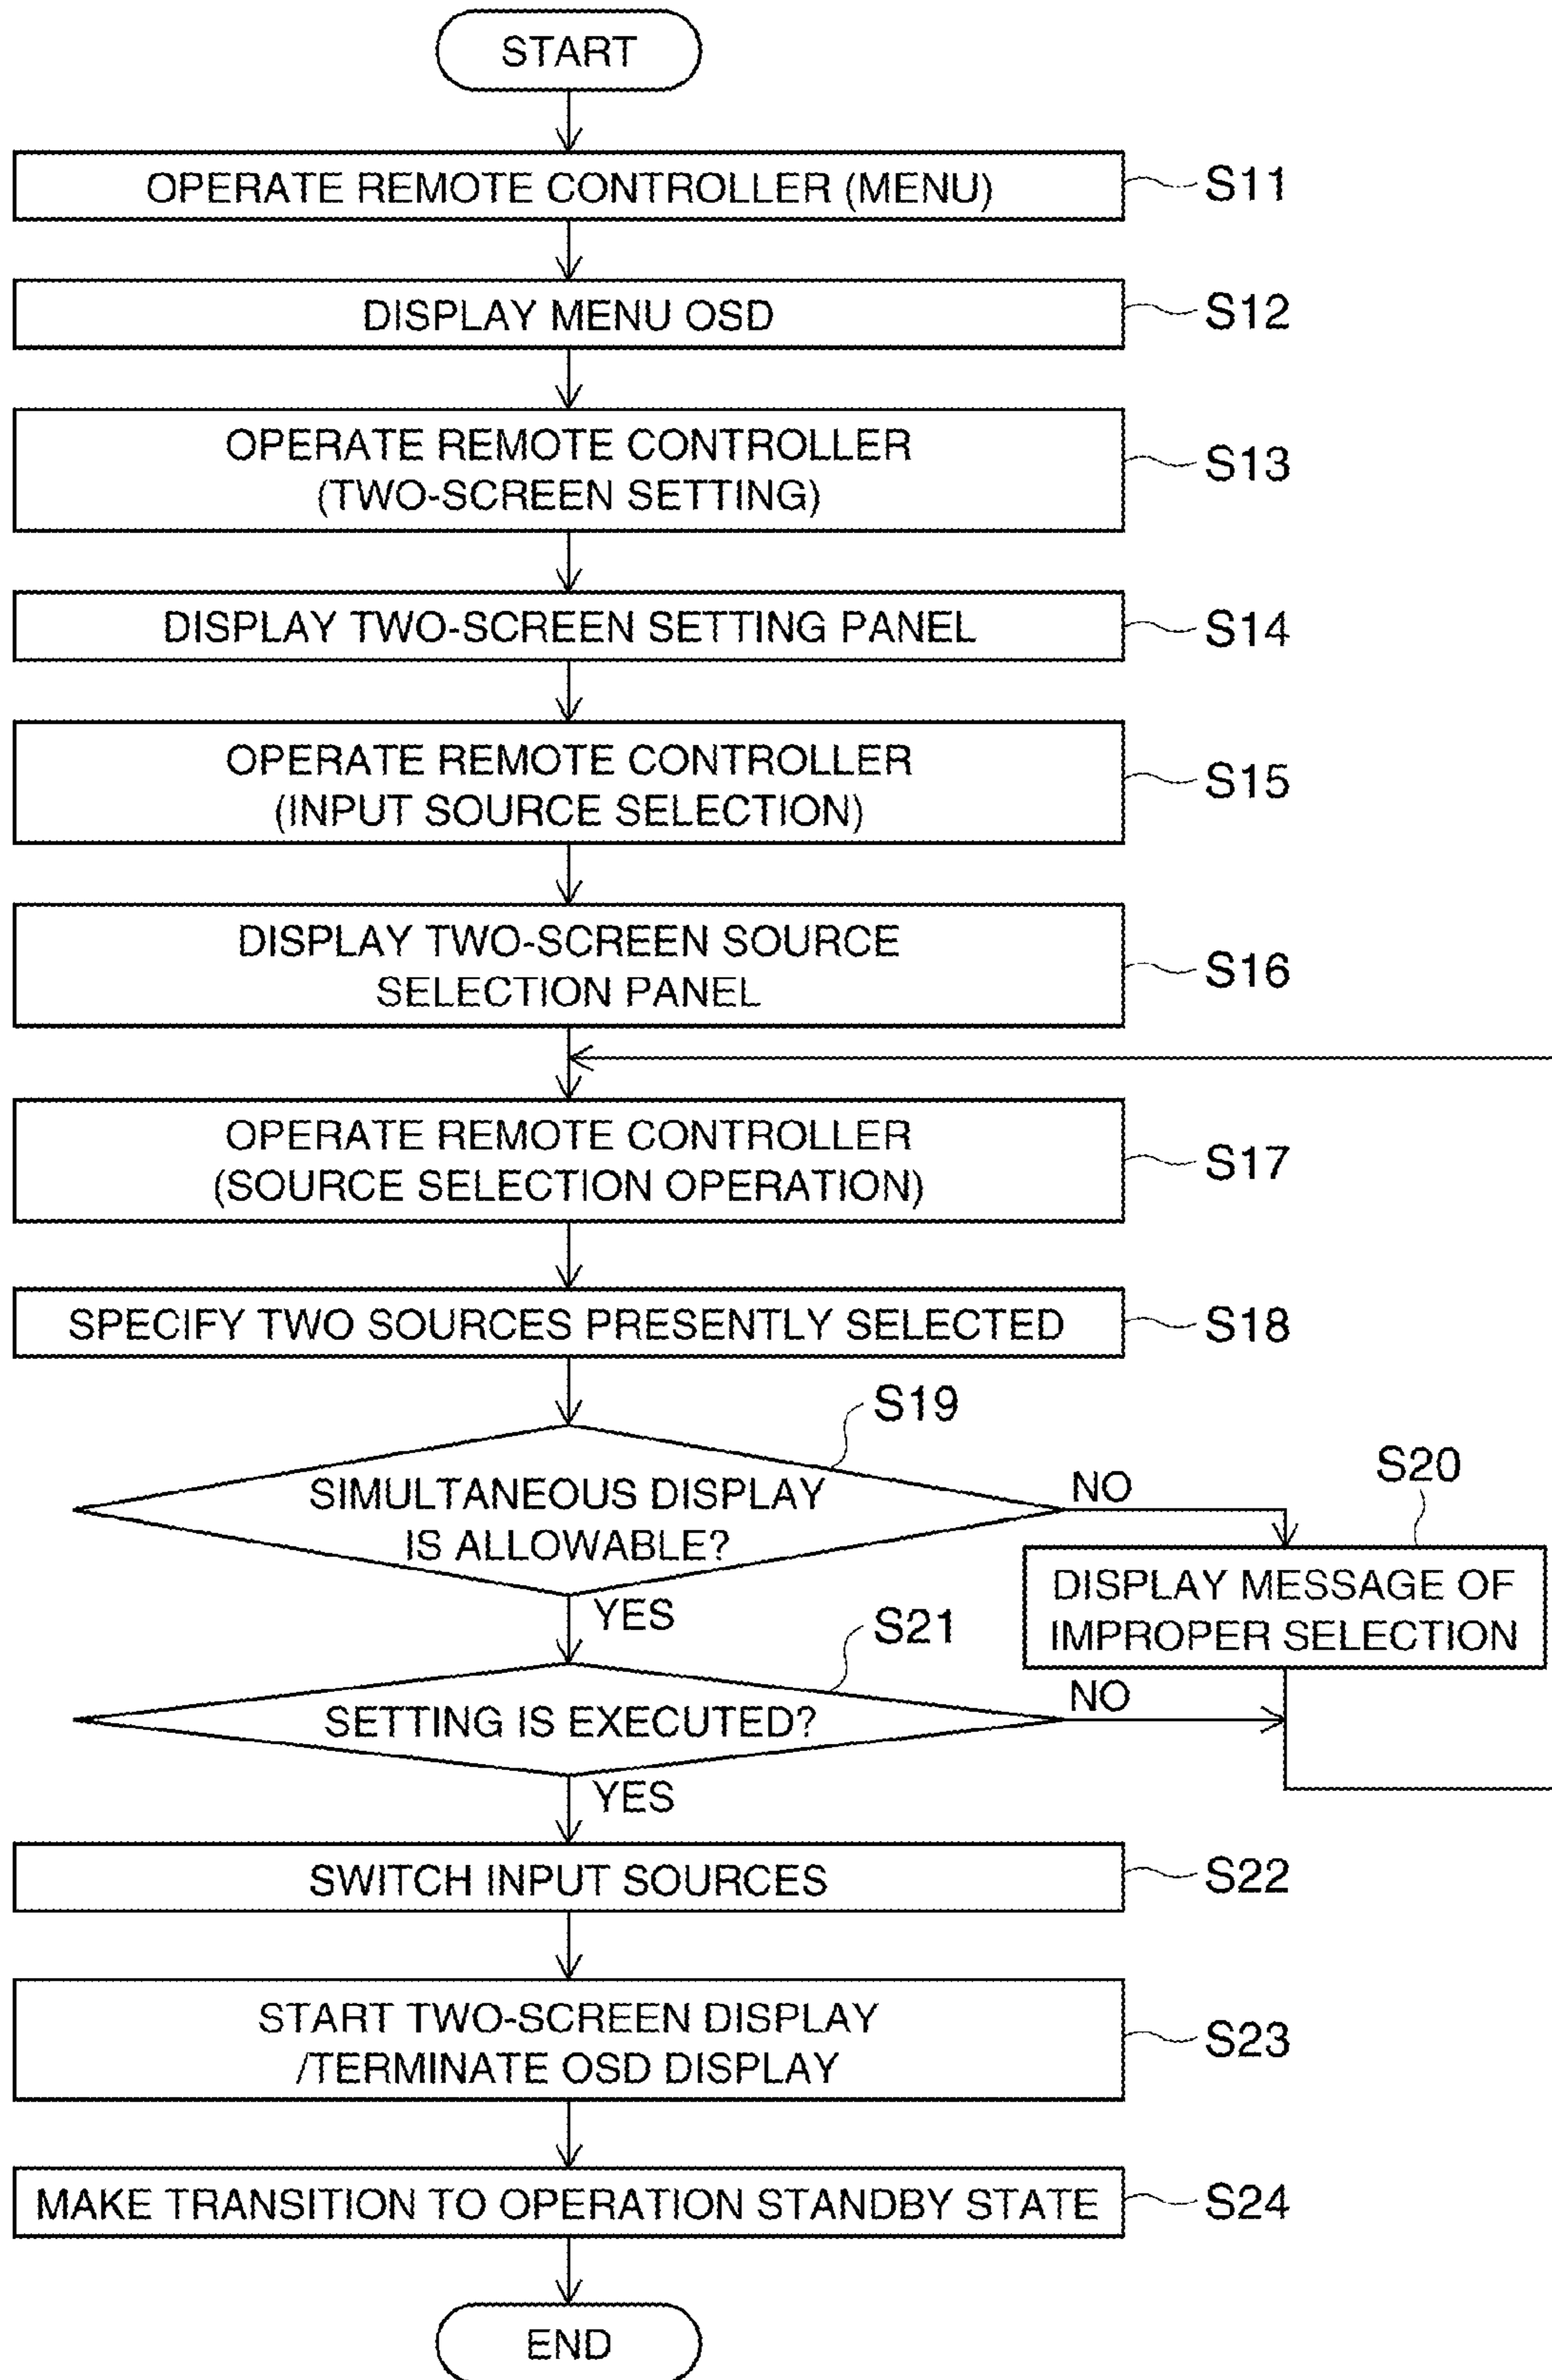 START
OPERATE REMOTE CONTROLLER (MENU)
S11
DISPLAY MENU OSD
S12
OPERATE REMOTE CONTROLLER
(TWO-SCREEN SETTING)
S13
DISPLAY TWO-SCREEN SETTING PANEL
S14
OPERATE REMOTE CONTROLLER
(INPUT SOURCE SELECTION)
S15
DISPLAY TWO-SCREEN SOURCE
SELECTION PANEL
S16
OPERATE REMOTE CONTROLLER
(SOURCE SELECTION OPERATION)
S17
SPECIFY TWO SOURCES PRESENTLY SELECTED
S18
S19
SIMULTANEOUS DISPLAY
IS ALLOWABLE?
NO
S20
DISPLAY MESSAGE OF
IMPROPER SELECTION
YES
S21
SETTING IS EXECUTED?
NO
YES
SWITCH INPUT SOURCES
S22
START TWO-SCREEN DISPLAY
/TERMINATE OSD DISPLAY
S23
MAKE TRANSITION TO OPERATION STANDBY STATE
S24
END